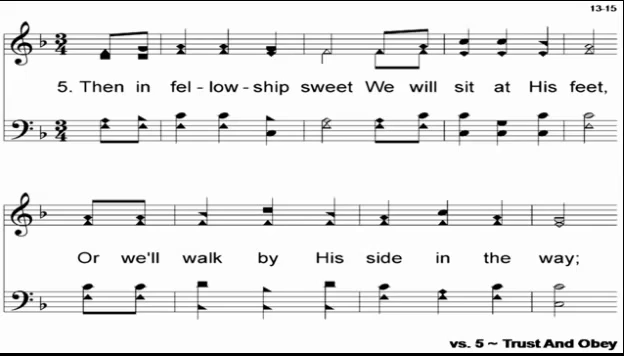 13-15
5. Then in fel - low - ship sweet We will sit at His feet,
Or we'll walk by His side in the way;
vs. 5 ~ Trust And Obey